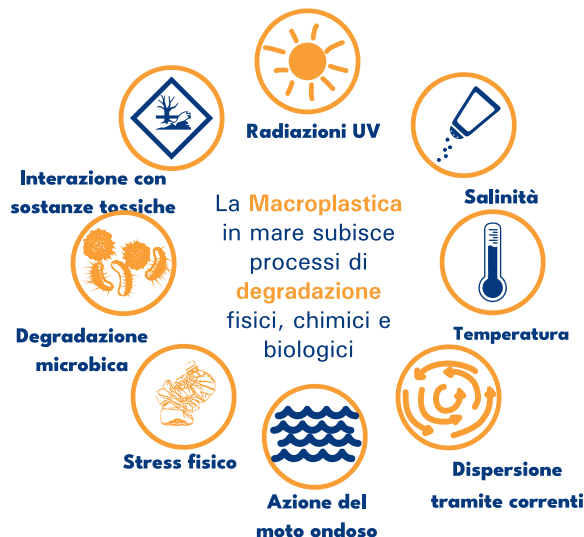 Radiazioni UV
Salinità
Temperatura
Dispersione
tramite correnti
Azione del
moto ondoso
Stress fisico
Degradazione
microbica
Interazione con
sostanze tossiche
La Macroplastica
in mare subisce
processi di
degradazione
fisici, chimici e
biologici